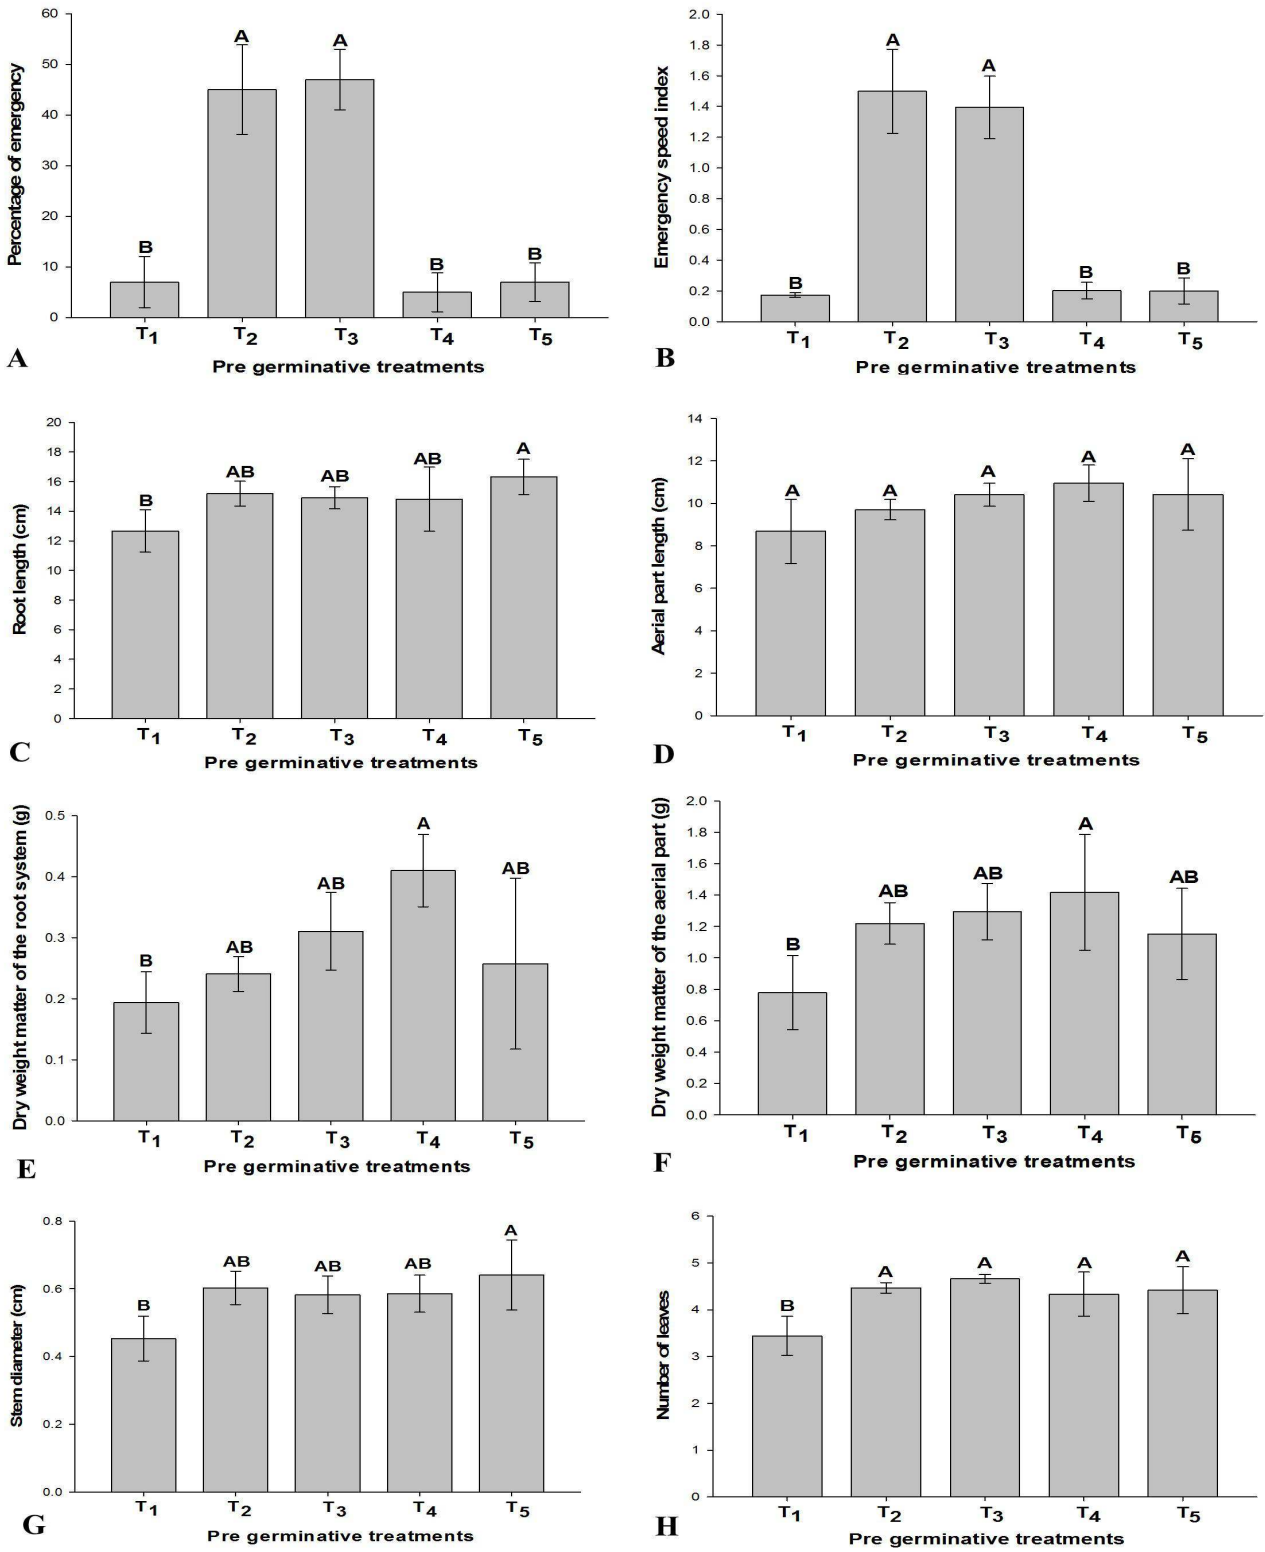 60
50
40
30
20
10
0
Percentage of emergency
A
A
B
B
B
T1
T2
T3
T4
T5
Pre germinative treatments
A
2.0
1.8
1.6
1.4
1.2
1.0
0.8
0.6
0.4
0.2
0.0
Emergency speed index
A
A
B
B
B
T1
T2
T3
T4
T5
Pre germinative treatments
B
20
18
16
14
12
10
8
6
4
2
0
Root length (cm)
B
AB
AB
AB
A
T1
T2
T3
T4
T5
Pre germinative treatments
C
14
12
10
8
6
4
2
0
Aerial part length (cm)
A
A
A
A
A
T1
T2
T3
T4
T5
Pre germinative treatments
D
0.5
0.4
0.3
0.2
0.1
0.0
Dry weight matter of the root system (g)
B
AB
AB
A
AB
T1
T2
T3
T4
T5
Pre germinative treatments
E
2.0
1.8
1.6
1.4
1.2
1.0
0.8
0.6
0.4
0.2
0.0
Dry weight matter of the aerial part (g)
B
AB
AB
A
AB
T1
T2
T3
T4
T5
Pre germinative treatments
F
0.8
0.6
0.4
0.2
0.0
Stem diameter (cm)
B
AB
AB
AB
A
T1
T2
T3
T4
T5
Pre germinative treatments
G
6
5
4
3
2
1
0
Number of leaves
B
A
A
A
A
T1
T2
T3
T4
T5
Pre germinative treatments
H